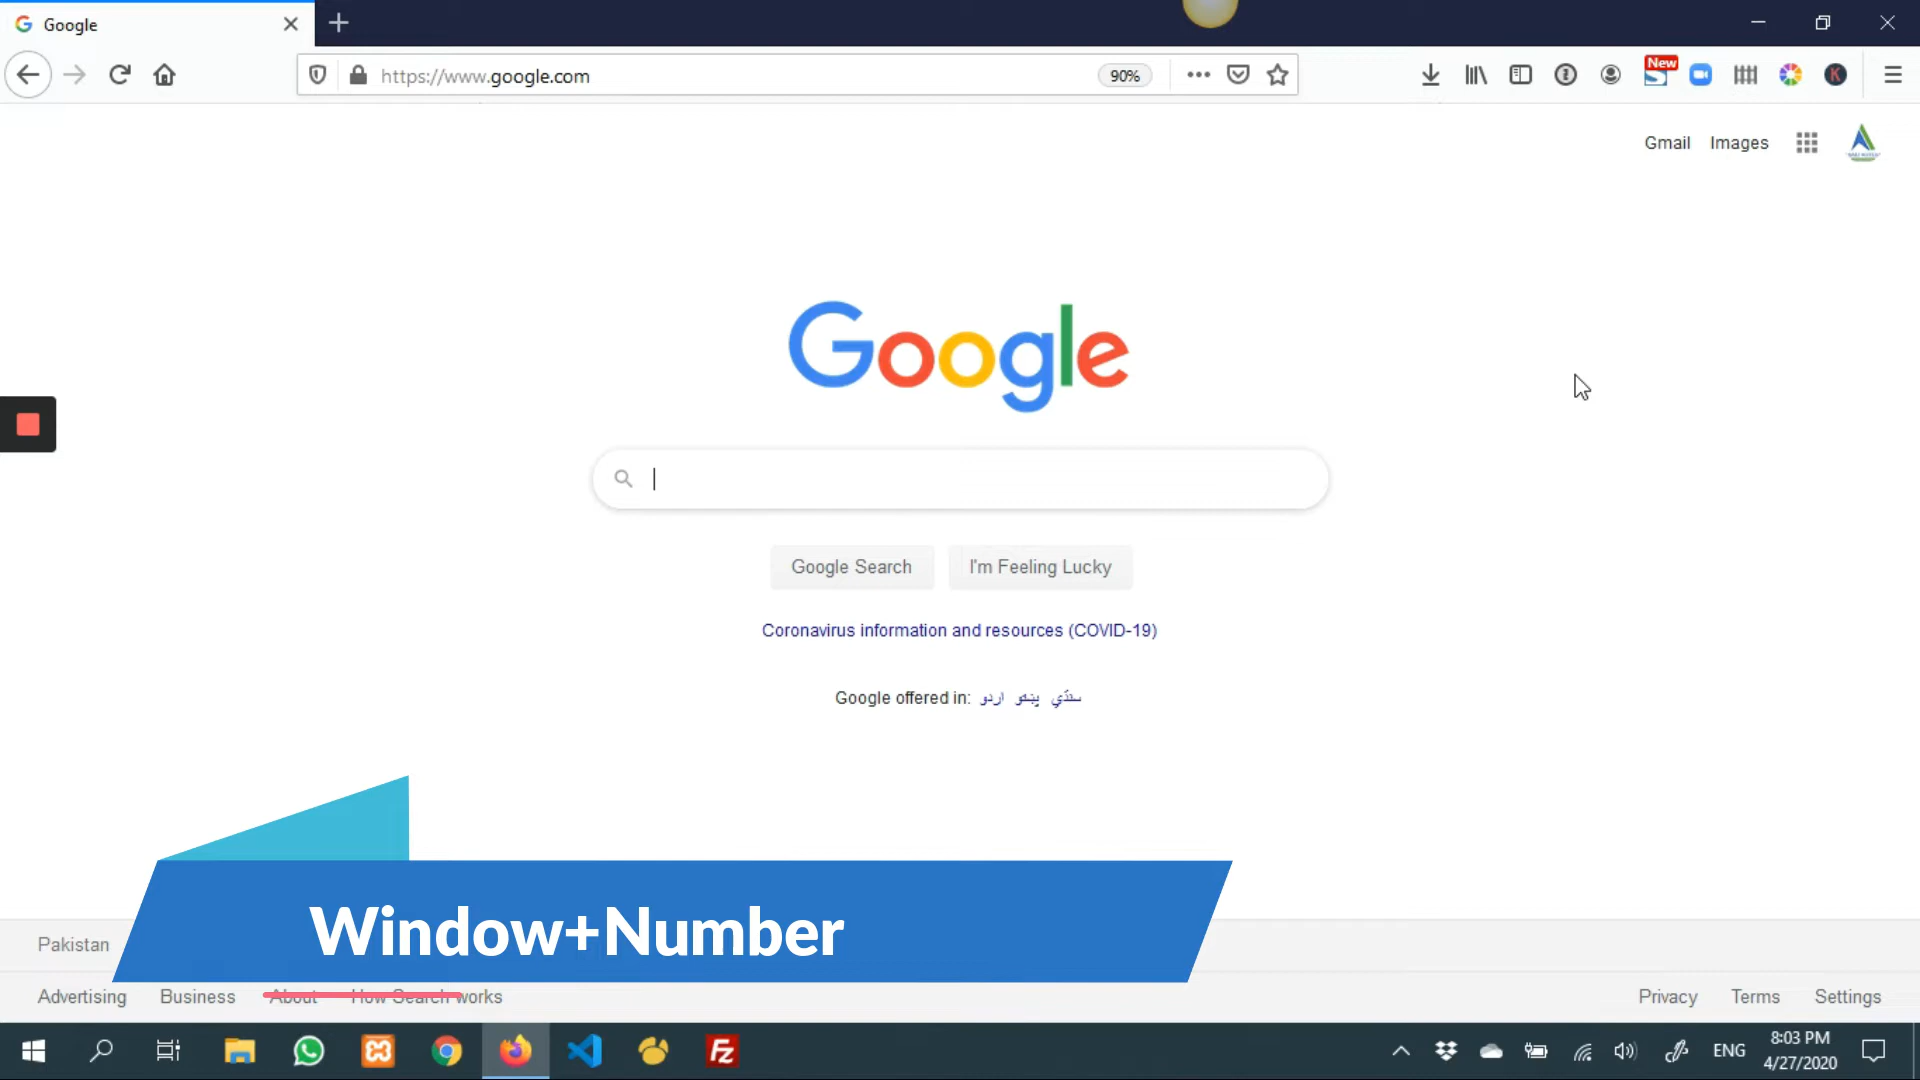 Google
https://www.google.com
90%
New
K
Gmail Images
Google
Google Search I'm Feeling Lucky
Coronavirus information and resources (COVID-19)
Google offered in: اردو پښتو سنڌي
Window+Number
Pakistan
Advertising Business About How Search works
Privacy Terms Settings
Fz
ENG
8:03 PM
4/27/2020